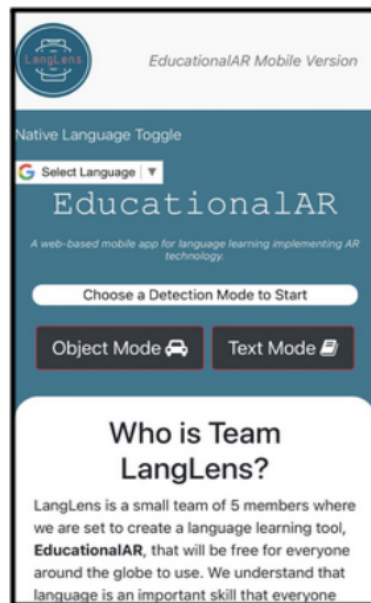 LangLens
EducationalAR Mobile Version
Native Language Toggle
Select Language ▼
EducationalAR
A web-based mobile app for language learning implementing AR
technology.
Choose a Detection Mode to Start
Object Mode
Text Mode
Who is Team
LangLens?
LangLens is a small team of 5 members where
we are set to create a language learning tool,
EducationalAR, that will be free for everyone
around the globe to use. We understand that
language is an important skill that everyone